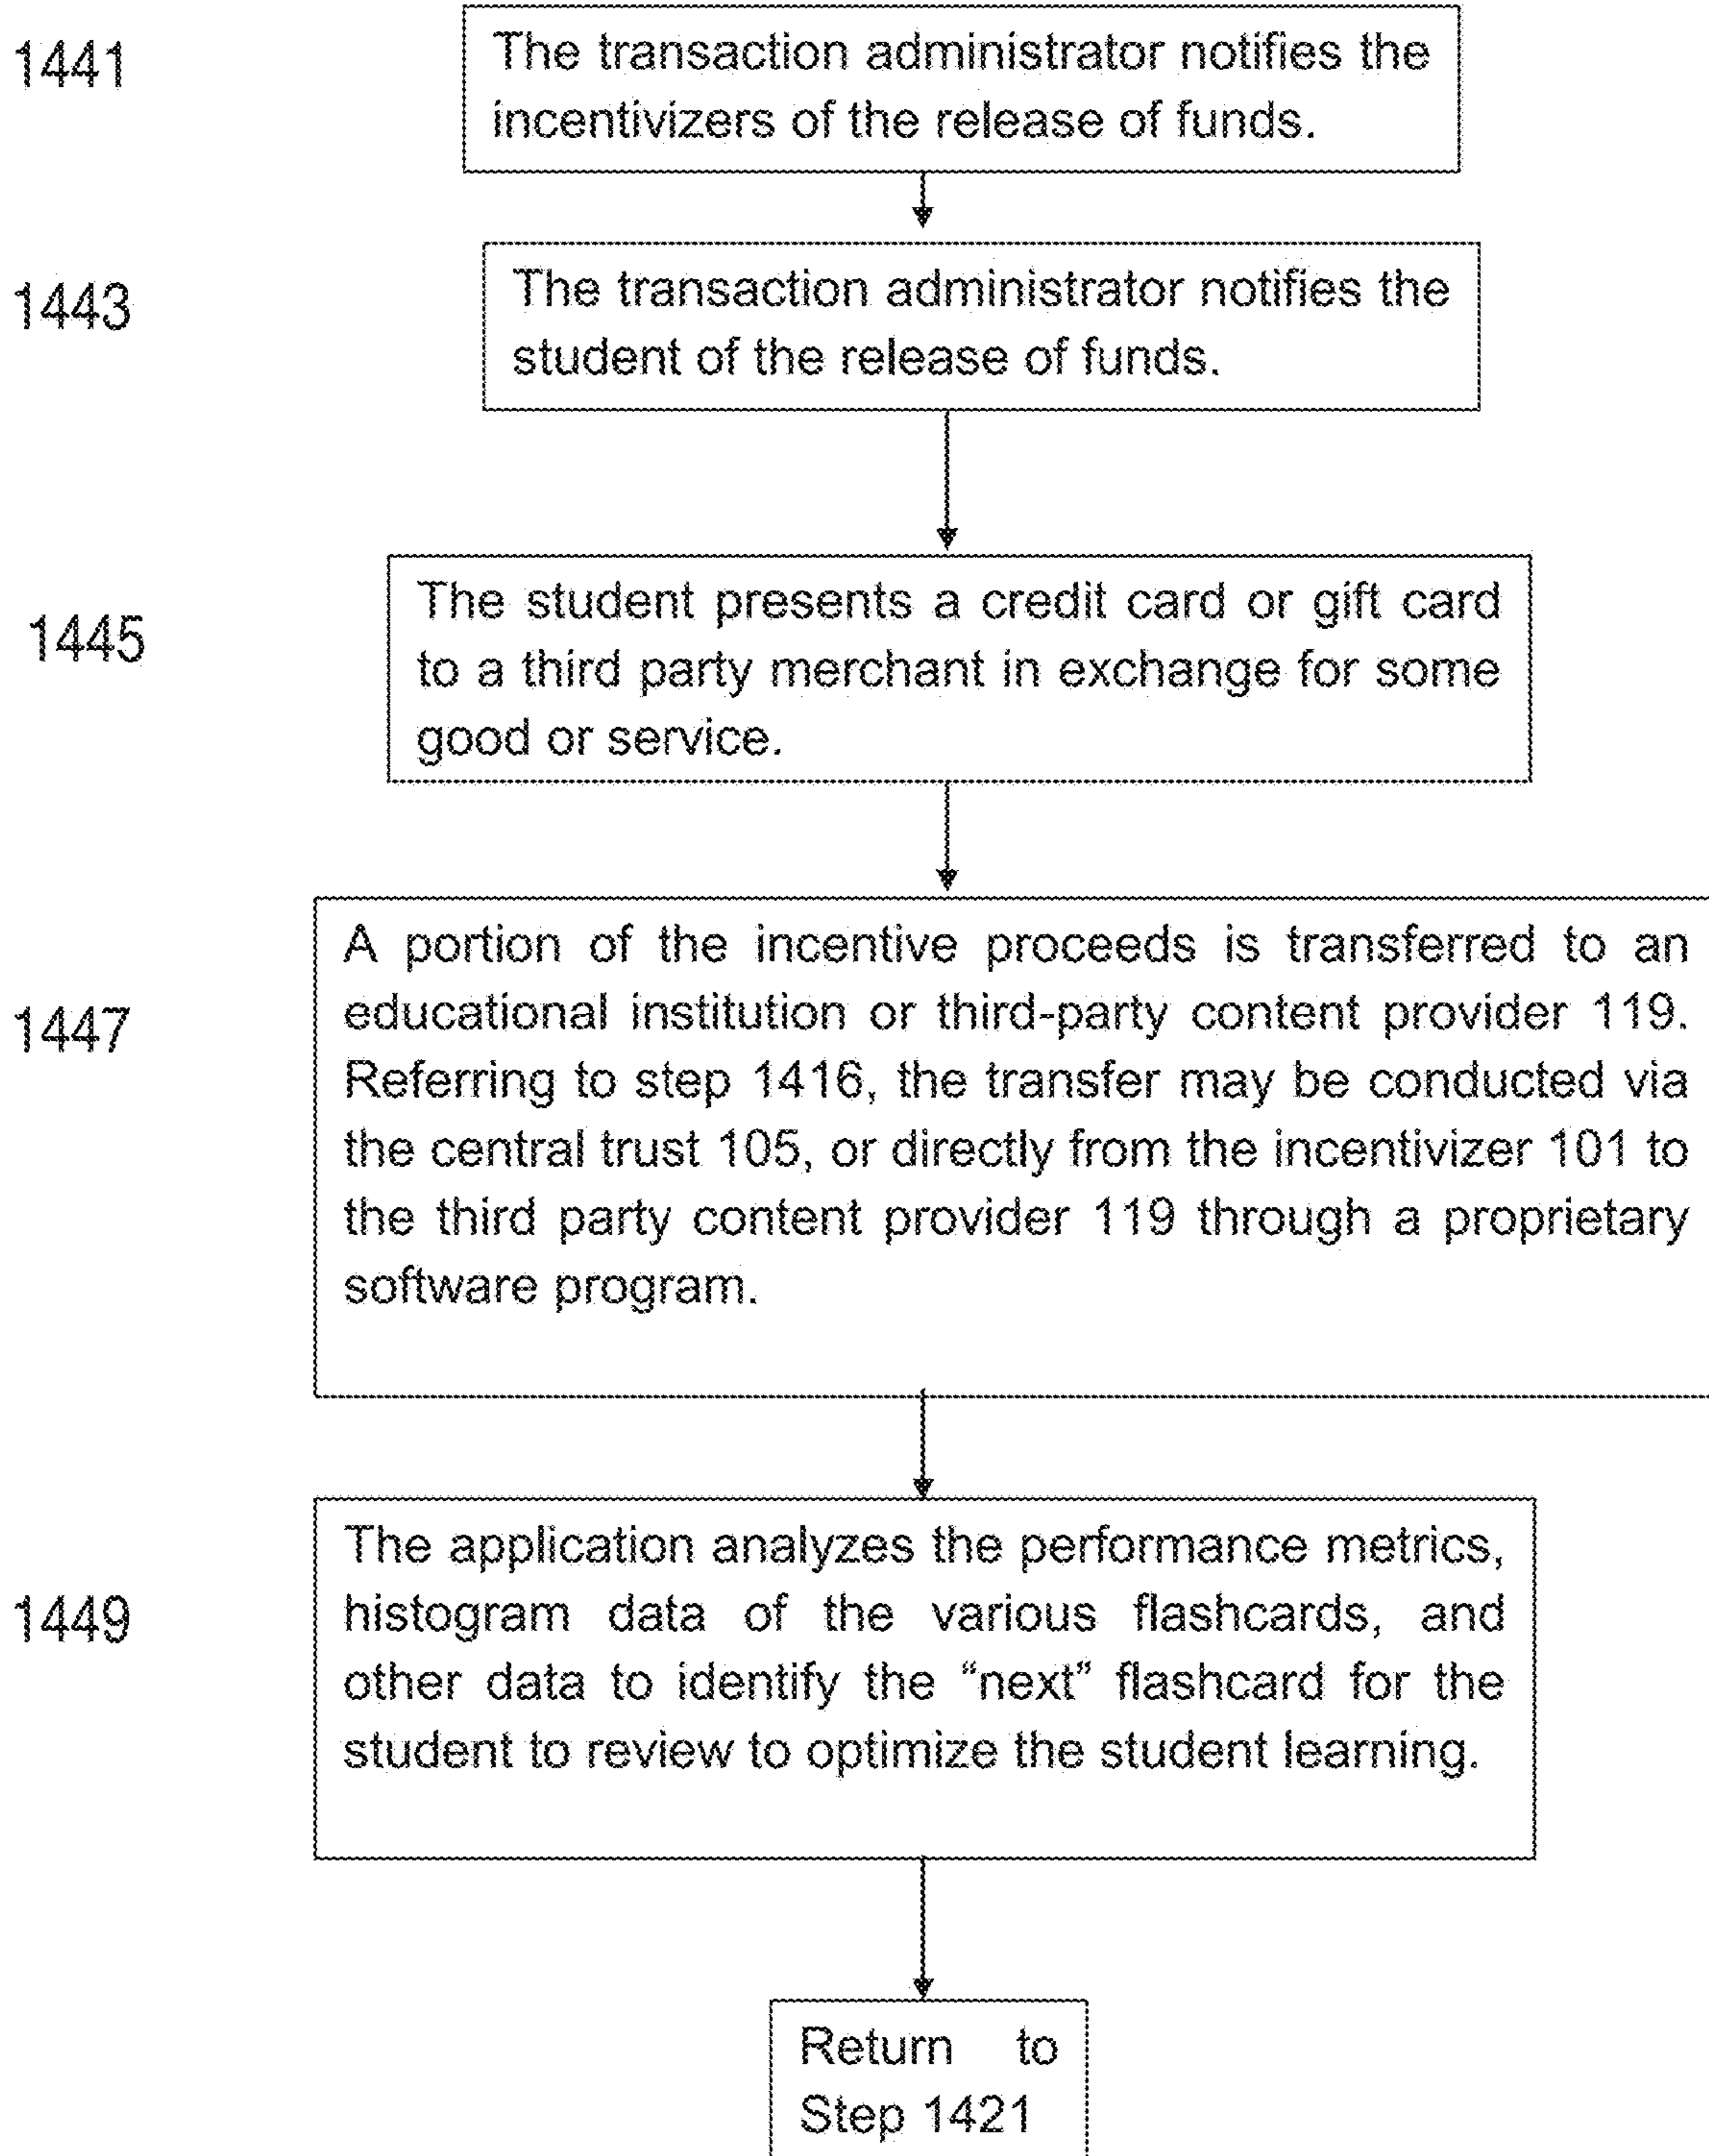 1441
The transaction administrator notifies the
incentivizers of the release of funds.
1443
The transaction administrator notifies the
student of the release of funds.
1445
The student presents a credit card or gift card
to a third party merchant in exchange for some
good or service.
1447
A portion of the incentive proceeds is transferred to an
educational institution or third-party content provider 119.
Referring to step 1416, the transfer may be conducted via
the central trust 105, or directly from the incentivizer 101 to
the third party content provider 119 through a proprietary
software program.
1449
The application analyzes the performance metrics,
histogram data of the various flashcards, and
other data to identify the “next” flashcard for the
student to review to optimize the student learning.
Return to
Step 1421